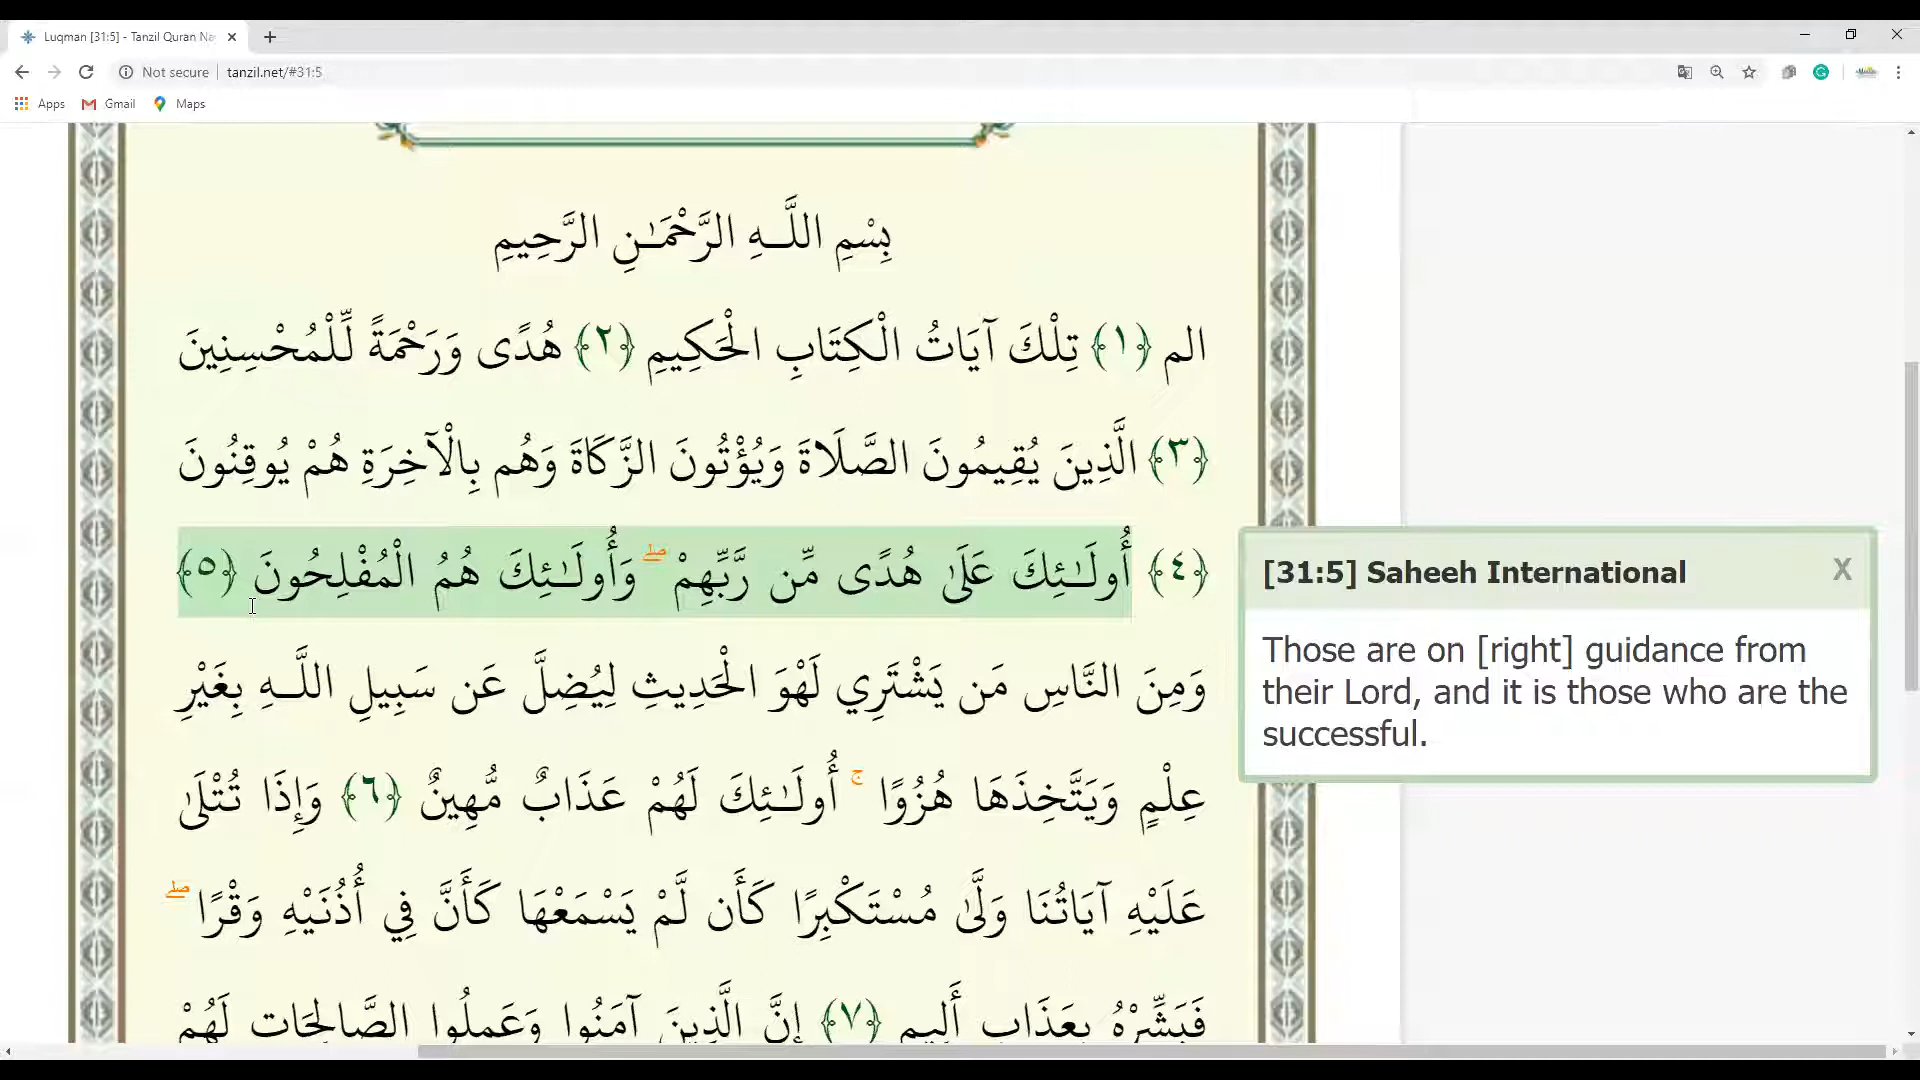 Luqman [31:5] - Tanzil Quran Na
Not secure
tanzil.net/#31:5
Apps
Gmail
Maps
بِسْمِ اللَّـهِ الرَّحْمَـٰنِ الرَّحِيمِ
الم ﴿١﴾ تِلْكَ آيَاتُ الْكِتَابِ الْحَكِيمِ ﴿٢﴾ هُدًى وَرَحْمَةً لِّلْمُحْسِنِينَ
﴿٣﴾ الَّذِينَ يُقِيمُونَ الصَّلَاةَ وَيُؤْتُونَ الزَّكَاةَ وَهُم بِالْآخِرَةِ هُمْ يُوقِنُونَ
﴿٤﴾ أُولَـٰئِكَ عَلَىٰ هُدًى مِّن رَّبِّهِمْ ۖ وَأُولَـٰئِكَ هُمُ الْمُفْلِحُونَ ﴿٥﴾
وَمِنَ النَّاسِ مَن يَشْتَرِي لَهْوَ الْحَدِيثِ لِيُضِلَّ عَن سَبِيلِ اللَّـهِ بِغَيْرِ
عِلْمٍ وَيَتَّخِذَهَا هُزُوًا ۚ أُولَـٰئِكَ لَهُمْ عَذَابٌ مُّهِينٌ ﴿٦﴾ وَإِذَا تُتْلَىٰ
عَلَيْهِ آيَاتُنَا وَلَّىٰ مُسْتَكْبِرًا كَأَن لَّمْ يَسْمَعْهَا كَأَنَّ فِي أُذُنَيْهِ وَقْرًا ۖ
فَبَشِّرْهُ بِعَذَابٍ أَلِيمٍ ﴿٧﴾ إِنَّ الَّذِينَ آمَنُوا وَعَمِلُوا الصَّالِحَاتِ لَهُمْ
[31:5] Saheeh International
X
Those are on [right] guidance from
their Lord, and it is those who are the
successful.